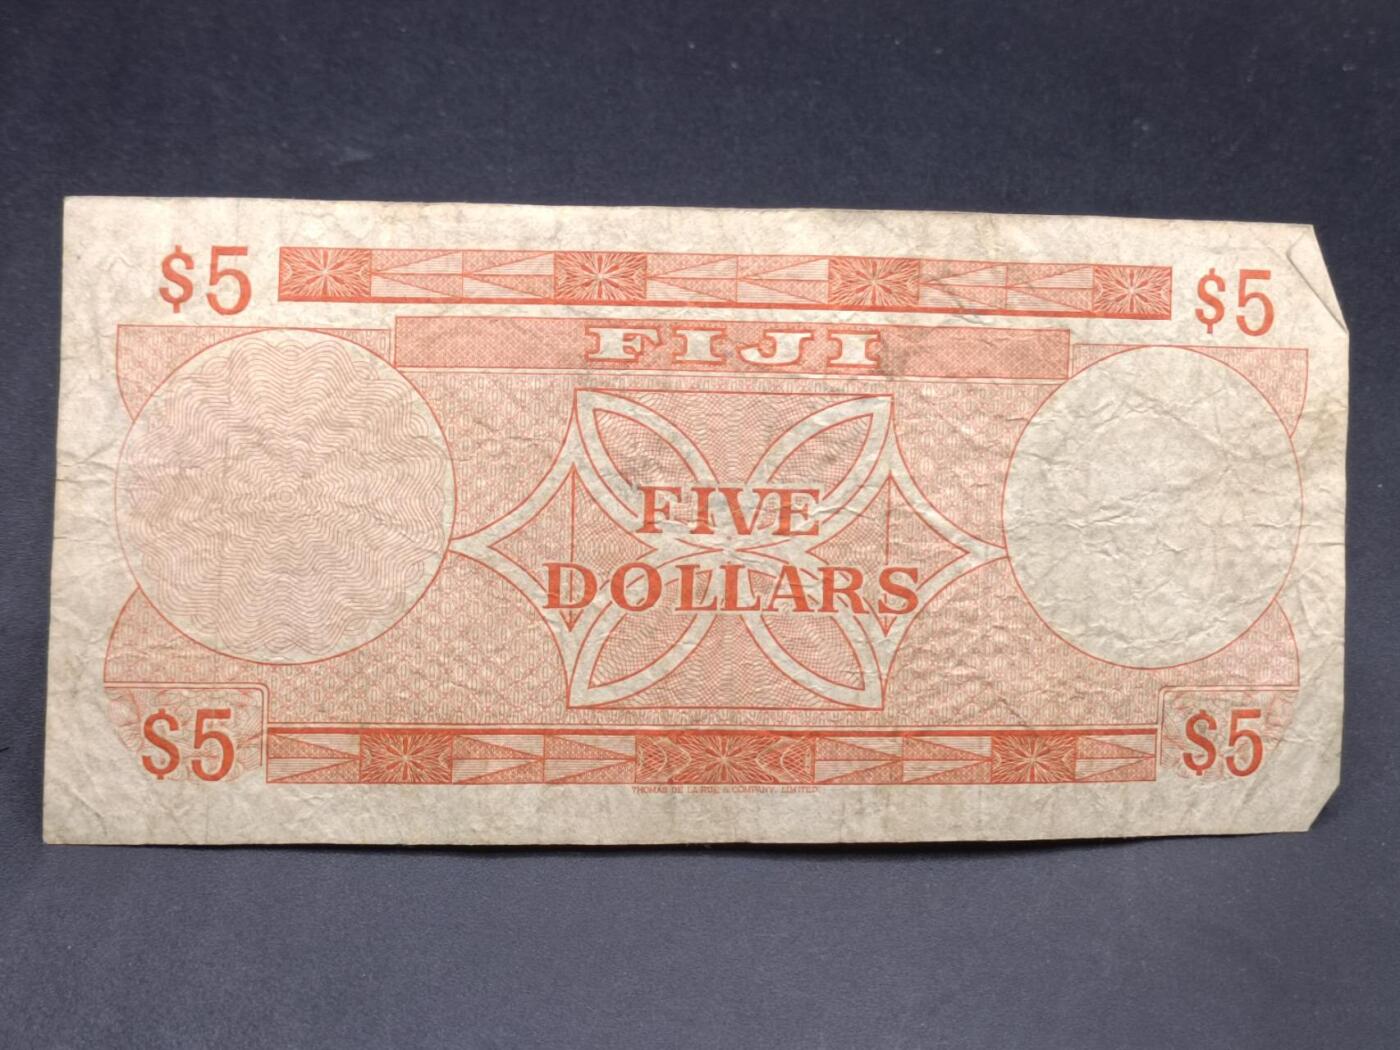 $5
$5
FIJI
FIVE
DOLLARS
$5
$5
THOMAS DE LA RUE & COMPANY, LIMITED